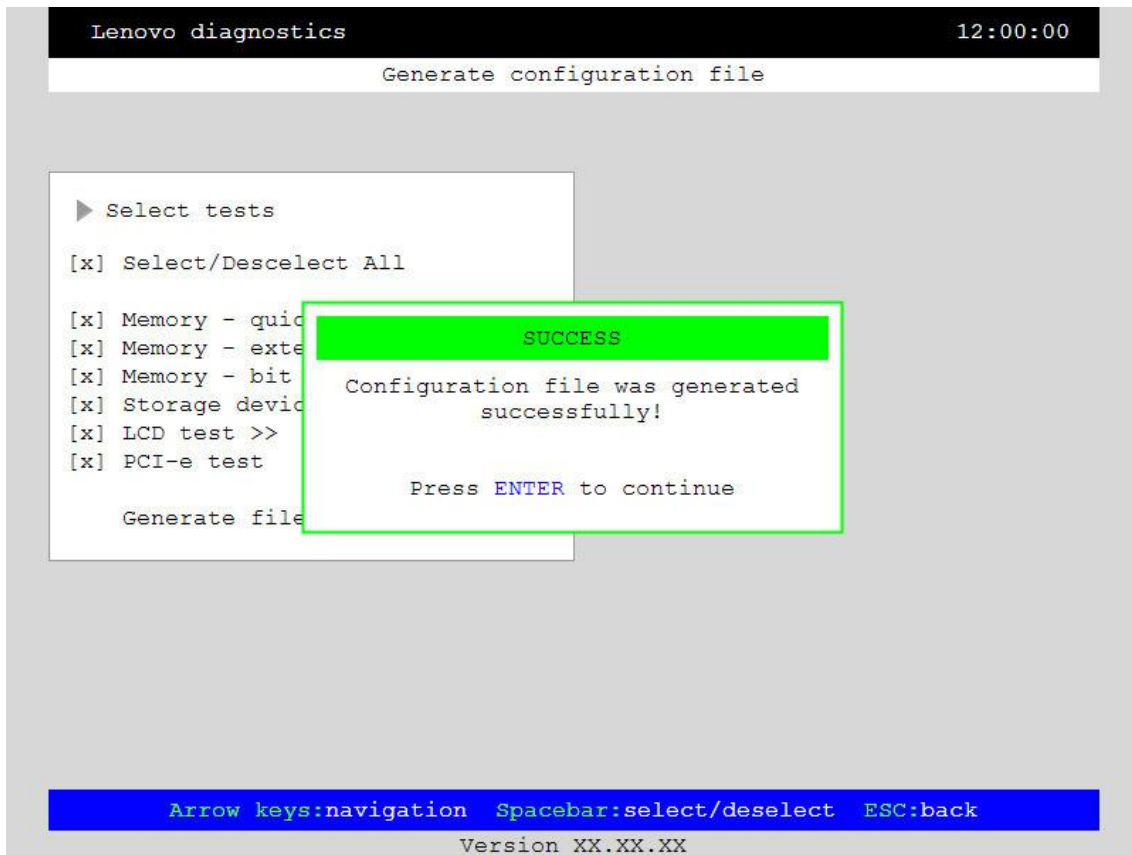 Lenovo diagnostics 12:00:00
Generate configuration file
Select tests
[x] Select/Descelect All
[x] Memory - quic
[x] Memory - exte
[x] Memory - bit
[x] Storage devic
[x] LCD test >>
[x] PCI-e test
Generate file
SUCCESS
Configuration file was generated
successfully!
Press ENTER to continue
Arrow keys:navigation Spacebar:select/deselect ESC:back
Version XX.XX.XX